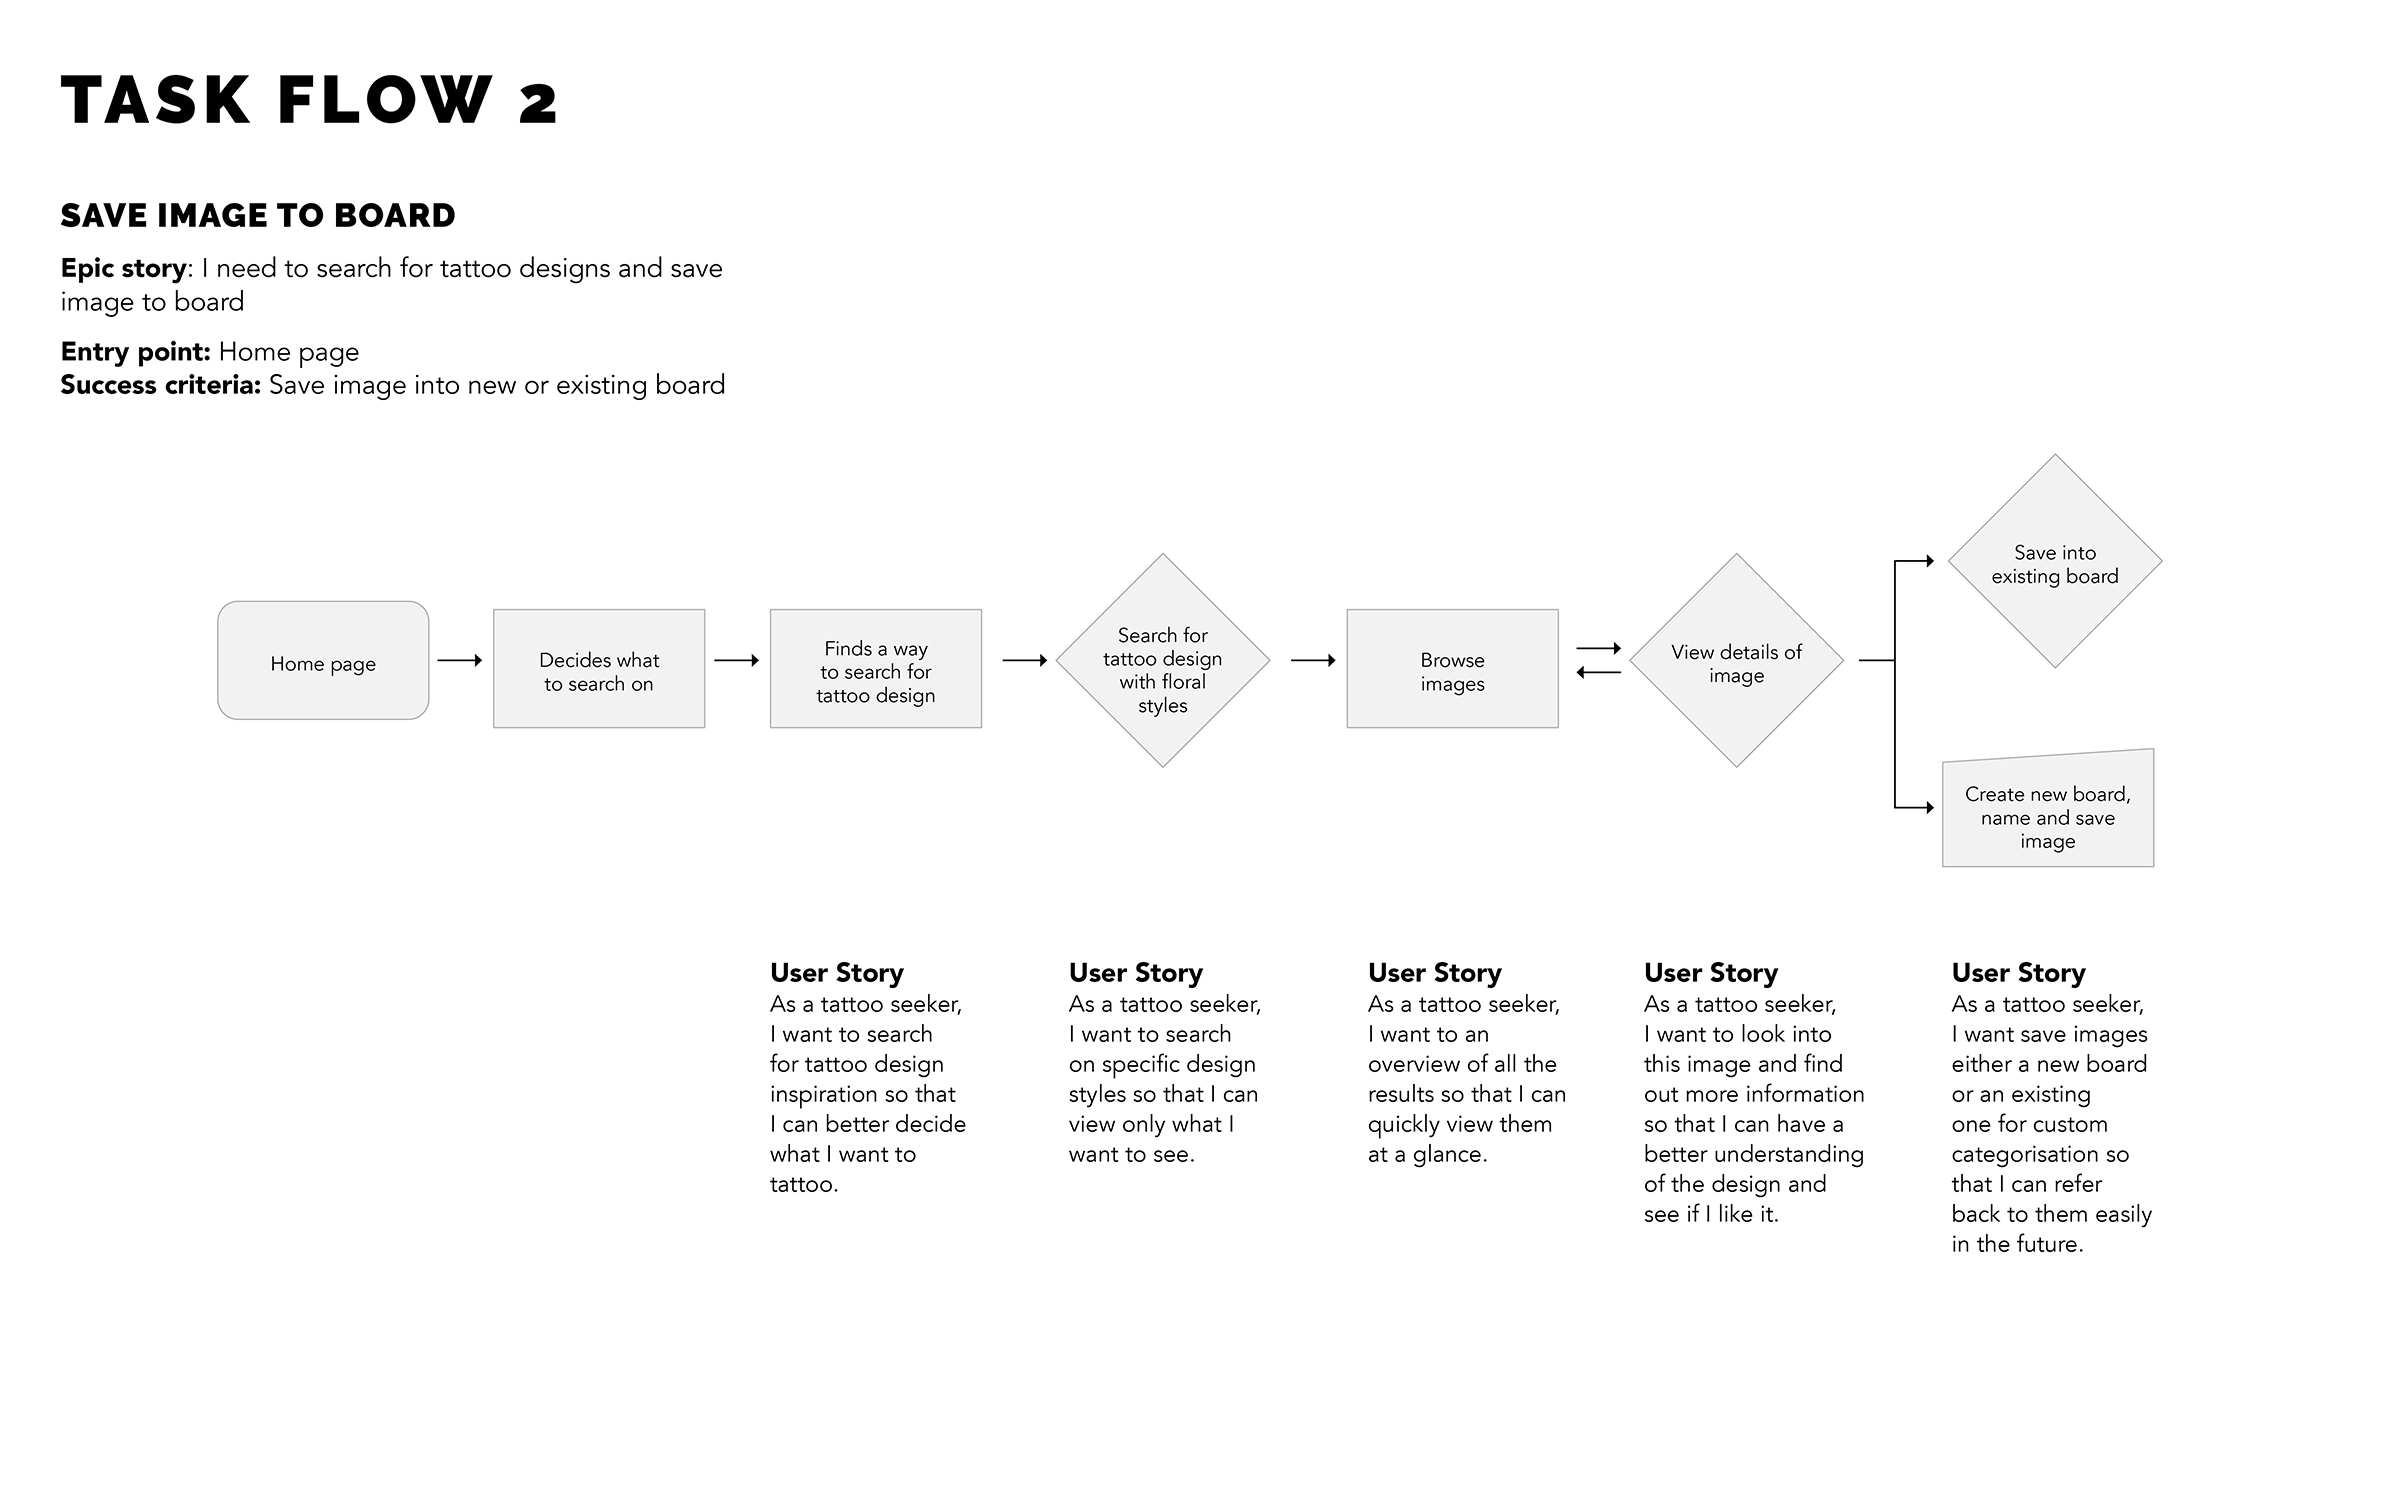 TASK FLOW 2
SAVE IMAGE TO BOARD
Epic story: I need to search for tattoo designs and save
image to board
Entry point: Home page
Success criteria: Save image into new or existing board
Home page
Decides what
to search on
Finds a way
to search for
tattoo design
Search for
tattoo design
with floral
styles
Browse
images
View details of
image
Save into
existing board
Create new board,
name and save
image
User Story
As a tattoo seeker,
I want to search
for tattoo design
inspiration so that
I can better decide
what I want to
tattoo.
User Story
As a tattoo seeker,
I want to search
on specific design
styles so that I can
view only what I
want to see.
User Story
As a tattoo seeker,
I want to an
overview of all the
results so that I can
quickly view them
at a glance.
User Story
As a tattoo seeker,
I want to look into
this image and find
out more information
so that I can have a
better understanding
of the design and
see if I like it.
User Story
As a tattoo seeker,
I want save images
either a new board
or an existing
one for custom
categorisation so
that I can refer
back to them easily
in the future.